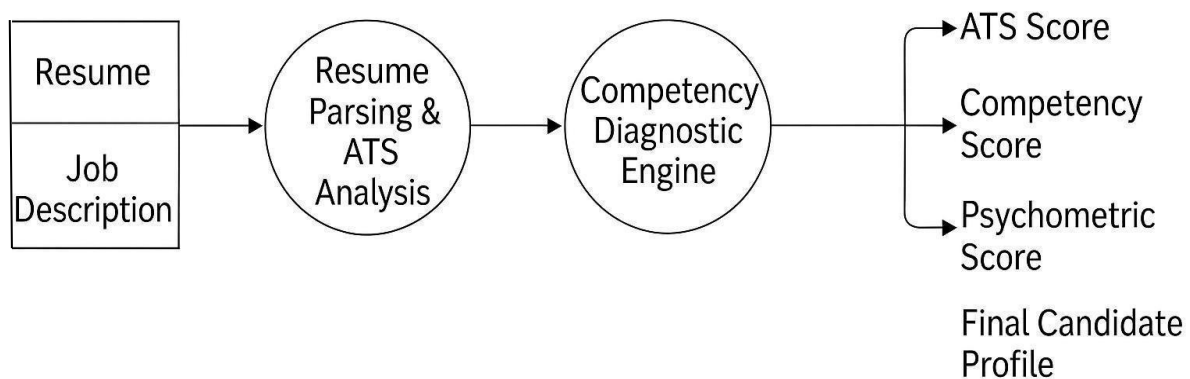 Resume
Job
Description
Resume
Parsing &
ATS
Analysis
Competency
Diagnostic
Engine
ATS Score
Competency
Score
Psychometric
Score
Final Candidate
Profile